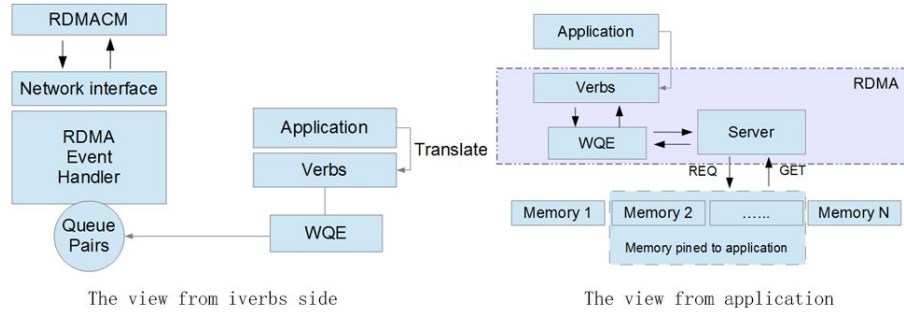 RDMACM
Network interface
RDMA
Event
Handler
Queue
Pairs
Application
Translate
Verbs
WQE
The view from iverbs side
Application
RDMA
Verbs
WQE
Server
REQ
GET
Memory 1
Memory 2
......
Memory N
Memory pined to application
The view from application